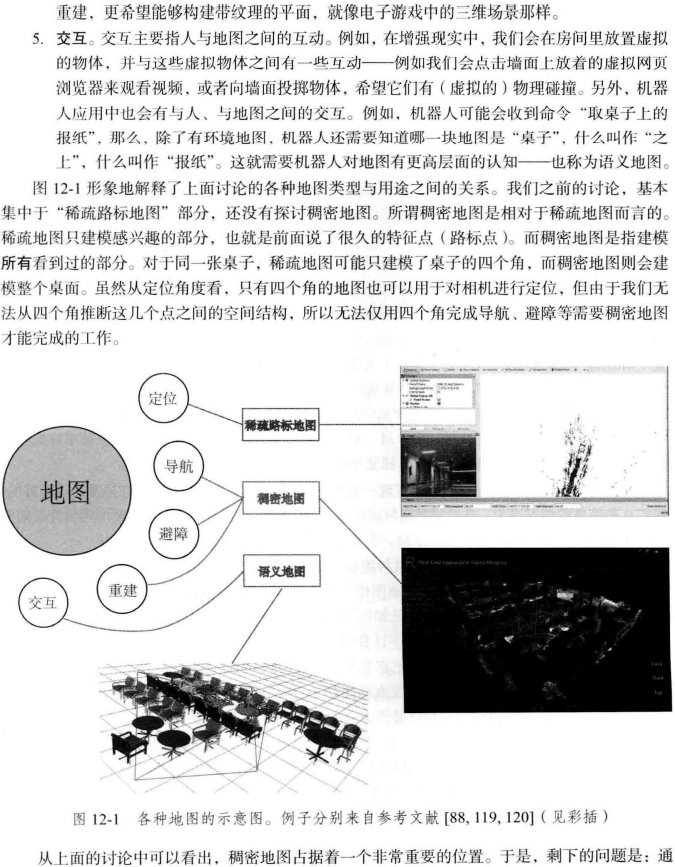 重建，更希望能够构建带纹理的平面，就像电子游戏中的三维场景那样。
5. 交互。交互主要指人与地图之间的互动。例如，在增强现实中，我们会在房间里放置虚拟
的物体，并与这些虚拟物体之间有一些互动——例如我们会点击墙面上放着的虚拟网页
浏览器来观看视频，或者向墙面投掷物体，希望它们有（虚拟的）物理碰撞。另外，机器
人应用中也会有与人、与地图之间的交互。例如，机器人可能会收到命令“取桌子上的
报纸”，那么，除了有环境地图，机器人还需要知道哪一块地图是“桌子”，什么叫作“之
上”，什么叫作“报纸”。这就需要机器人对地图有更高层面的认知——也称为语义地图。
图 12-1 形象地解释了上面讨论的各种地图类型与用途之间的关系。我们之前的讨论，基本
集中于“稀疏路标地图”部分，还没有探讨稠密地图。所谓稠密地图是相对于稀疏地图而言的。
稀疏地图只建模感兴趣的部分，也就是前面说了很久的特征点（路标点）。而稠密地图是指建模
所有看到过的部分。对于同一张桌子，稀疏地图可能只建模了桌子的四个角，而稠密地图则会建
模整个桌面。虽然从定位角度看，只有四个角的地图也可以用于对相机进行定位，但由于我们无
法从四个角推断这几个点之间的空间结构，所以无法仅用四个角完成导航、避障等需要稠密地图
才能完成的工作。
定位
稀疏路标地图
导航
地图
稠密地图
避障
语义地图
重建
交互
图 12-1 各种地图的示意图。例子分别来自参考文献 [88, 119, 120]（见彩插）
从上面的讨论中可以看出，稠密地图占据着一个非常重要的位置。于是，剩下的问题是：通